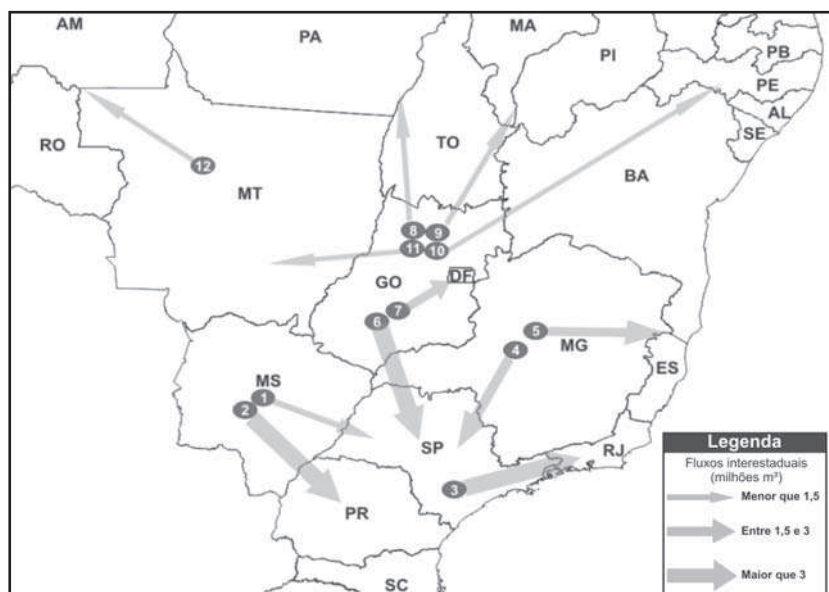 AM
PA
MA
PI
PB
PE
AL
SE
RO
12
MT
TO
BA
8
9
11
10
GO
DF
7
6
5
4
MG
ES
MS
1
2
SP
RJ
3
PR
SC
Legenda
Fluxos interestaduais
(milhões m³)
Menor que 1,5
Entre 1,5 e 3
Maior que 3